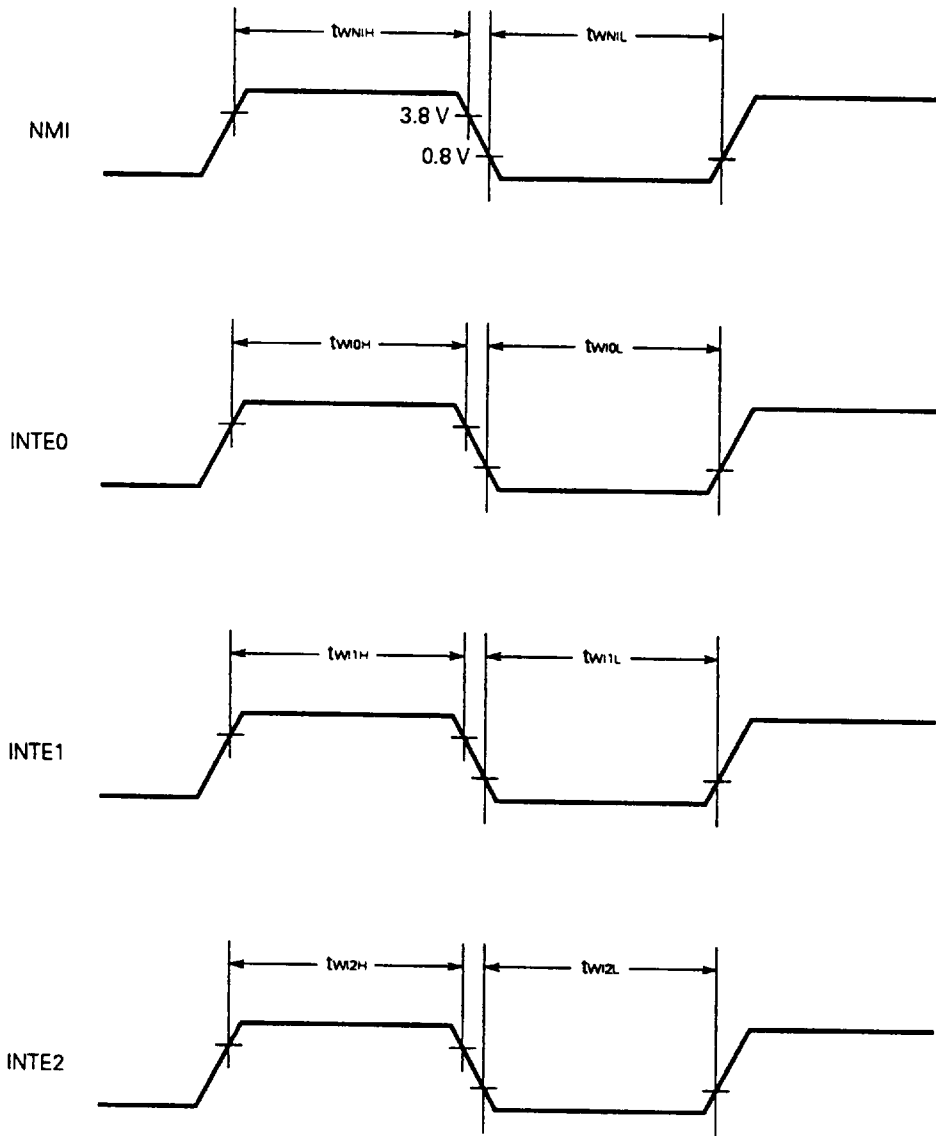 tWNIH tWNIL
NMI
3.8 V
0.8 V
tWI0H tWI0L
INTE0
tWI1H tWI1L
INTE1
tWI2H tWI2L
INTE2